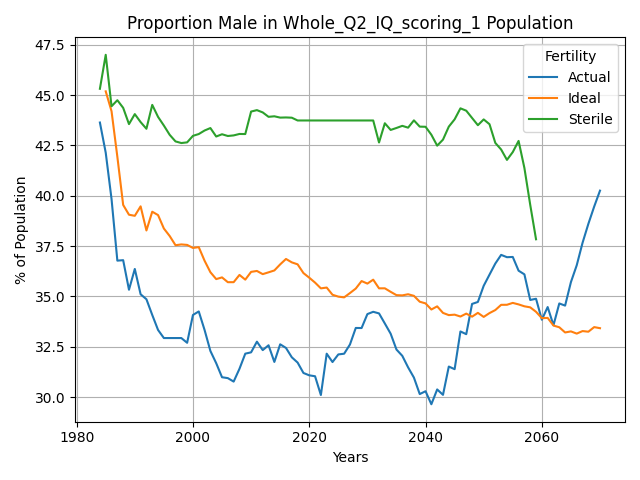 Proportion Male in Whole_Q2_IQ_scoring_1 Population
% of Population
47.5
45.0
42.5
40.0
37.5
35.0
32.5
30.0
Fertility
Actual
Ideal
Sterile
1980
2000
2020
2040
2060
Years